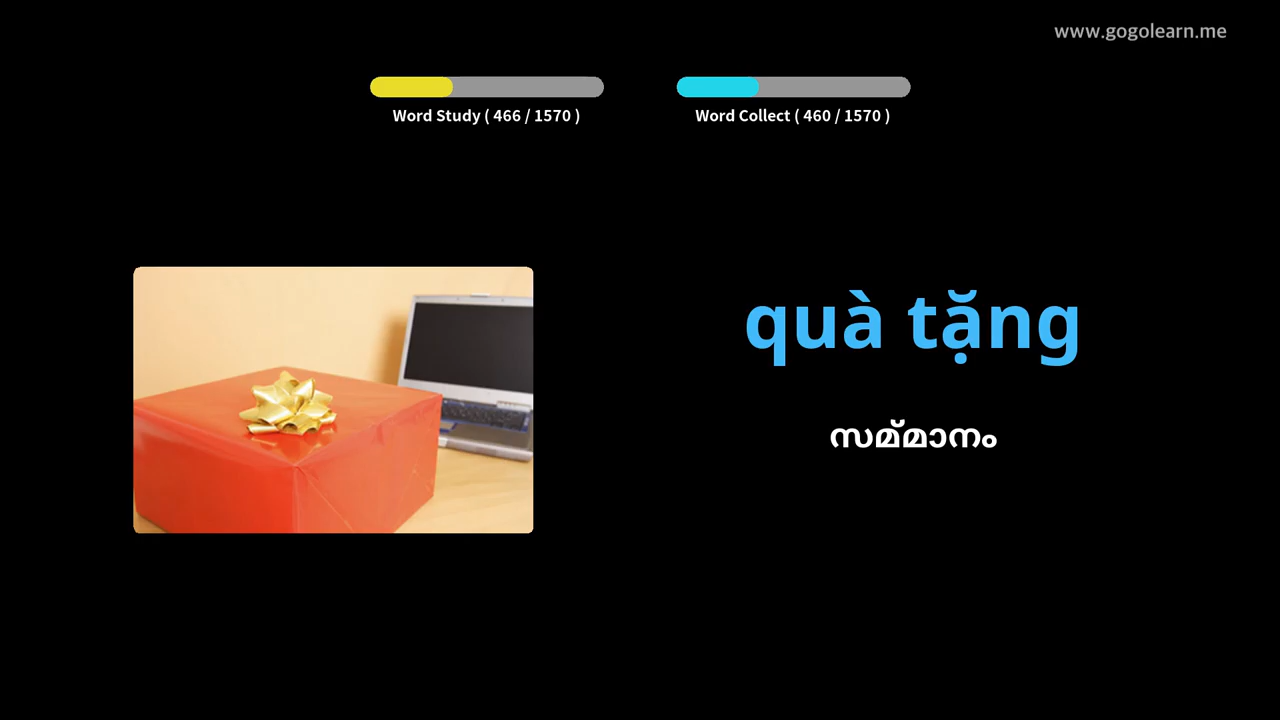 www.gogolearn.me
Word Study ( 466 / 1570 )
Word Collect ( 460 / 1570 )
quà tặng
സമ്മാനം